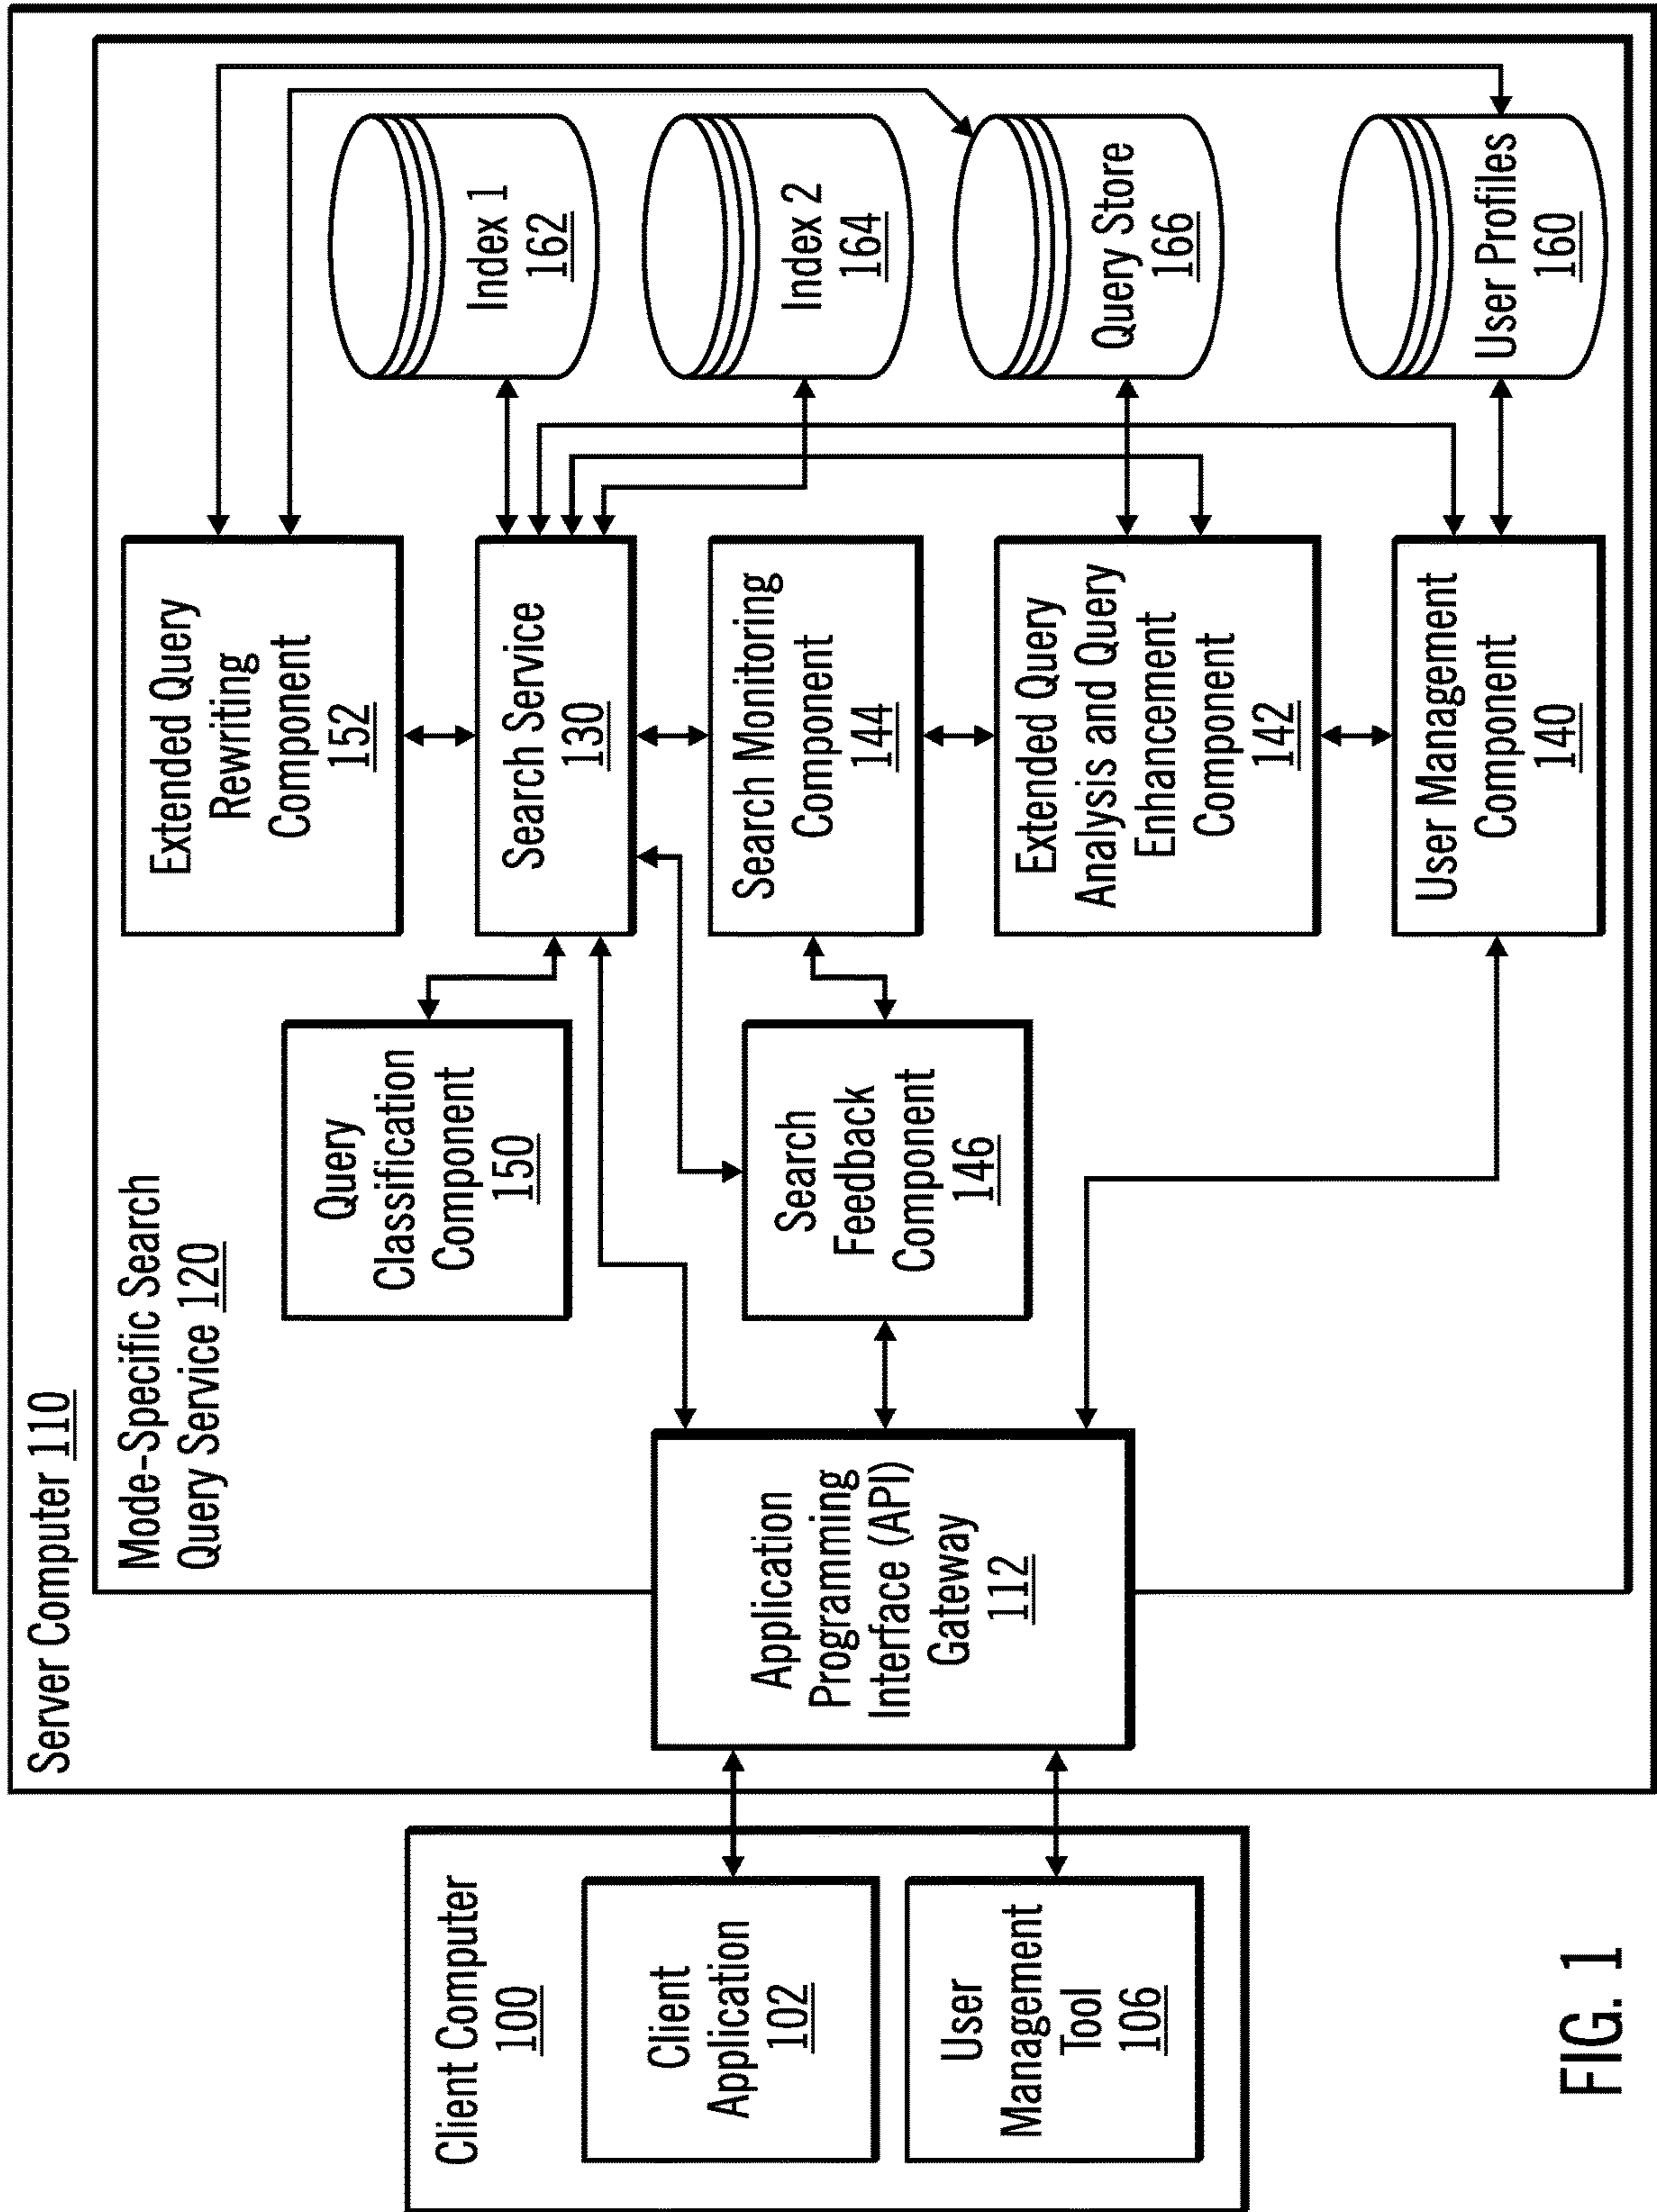 Server Computer 110
Mode-Specific Search
Query Service 120
Client Computer
100
Client
Application
102
User
Management
Tool
106
Application
Programming
Interface (API)
Gateway
112
Query
Classification
Component
150
Search
Feedback
Component
146
Extended Query
Rewriting
Component
152
Search Service
130
Search Monitoring
Component
144
Extended Query
Analysis and Query
Enhancement
Component
142
User Management
Component
140
Index 1
162
Index 2
164
Query Store
166
User Profiles
160
FIG. 1